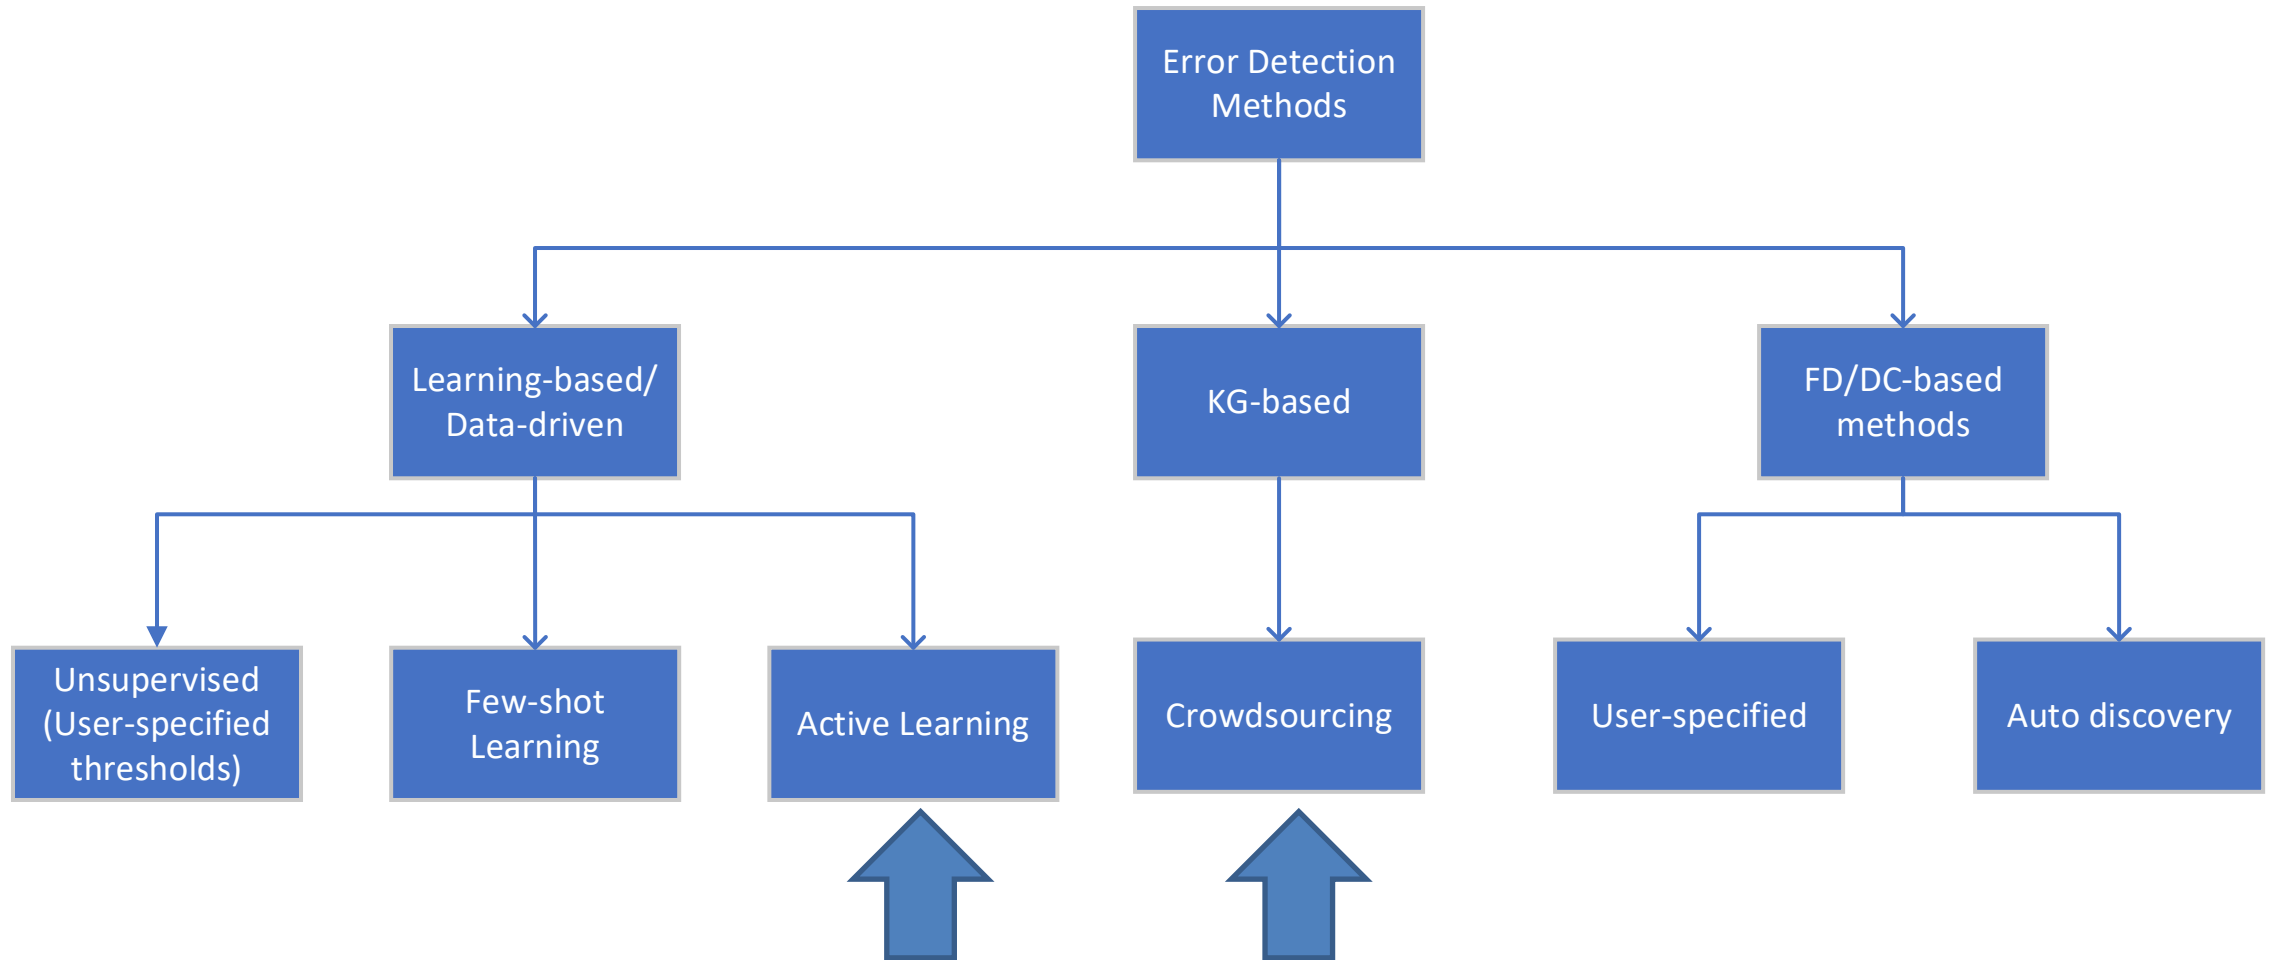 Error Detection
Methods
Learning-based/
Data-driven
KG-based
FD/DC-based
methods
Unsupervised
(User-specified
thresholds)
Few-shot
Learning
Active Learning
Crowdsourcing
User-specified
Auto discovery